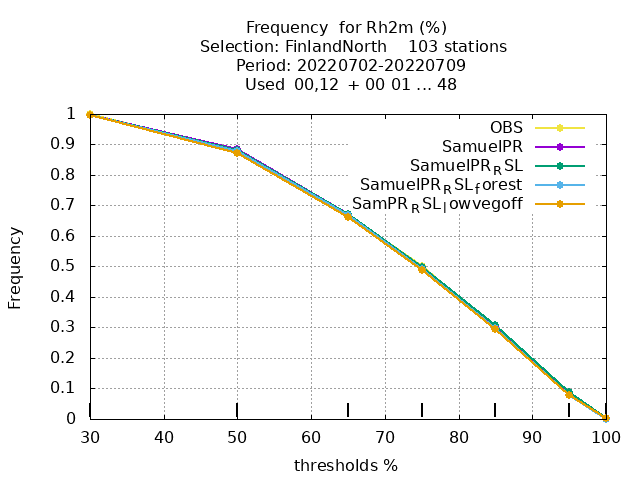 Frequency  for Rh2m (%)
Selection: FinlandNorth    103 stations
Period: 20220702-20220709
Used  00,12  + 00 01 ... 48
OBS
SamuelPR
SamuelPR_RSL
SamuelPR_RSL_forest
SamPR_RSL_lowvegoff
Frequency
1
0.9
0.8
0.7
0.6
0.5
0.4
0.3
0.2
0.1
0
30 40 50 60 70 80 90 100
thresholds %